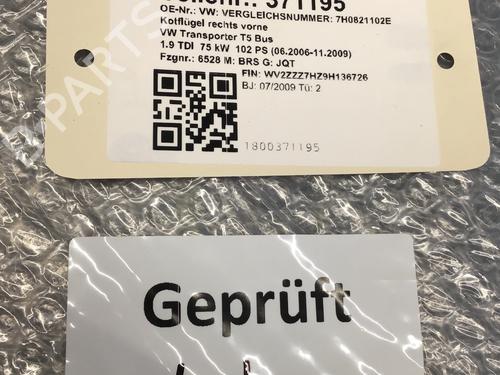 371195
OE-Nr.: VW: VERGLEICHSNUMMER: 7H0821102E
Kotflügel rechts vorne
VW Transporter T5 Bus
1.9 TDI 75 kW 102 PS (06.2006-11.2009)
Fzgnr.: 6528 M: BRS G: JQT
FIN: WV2ZZZ7HZ9H136726
BJ: 07/2009 Tü: 2
1800371195
Geprüft